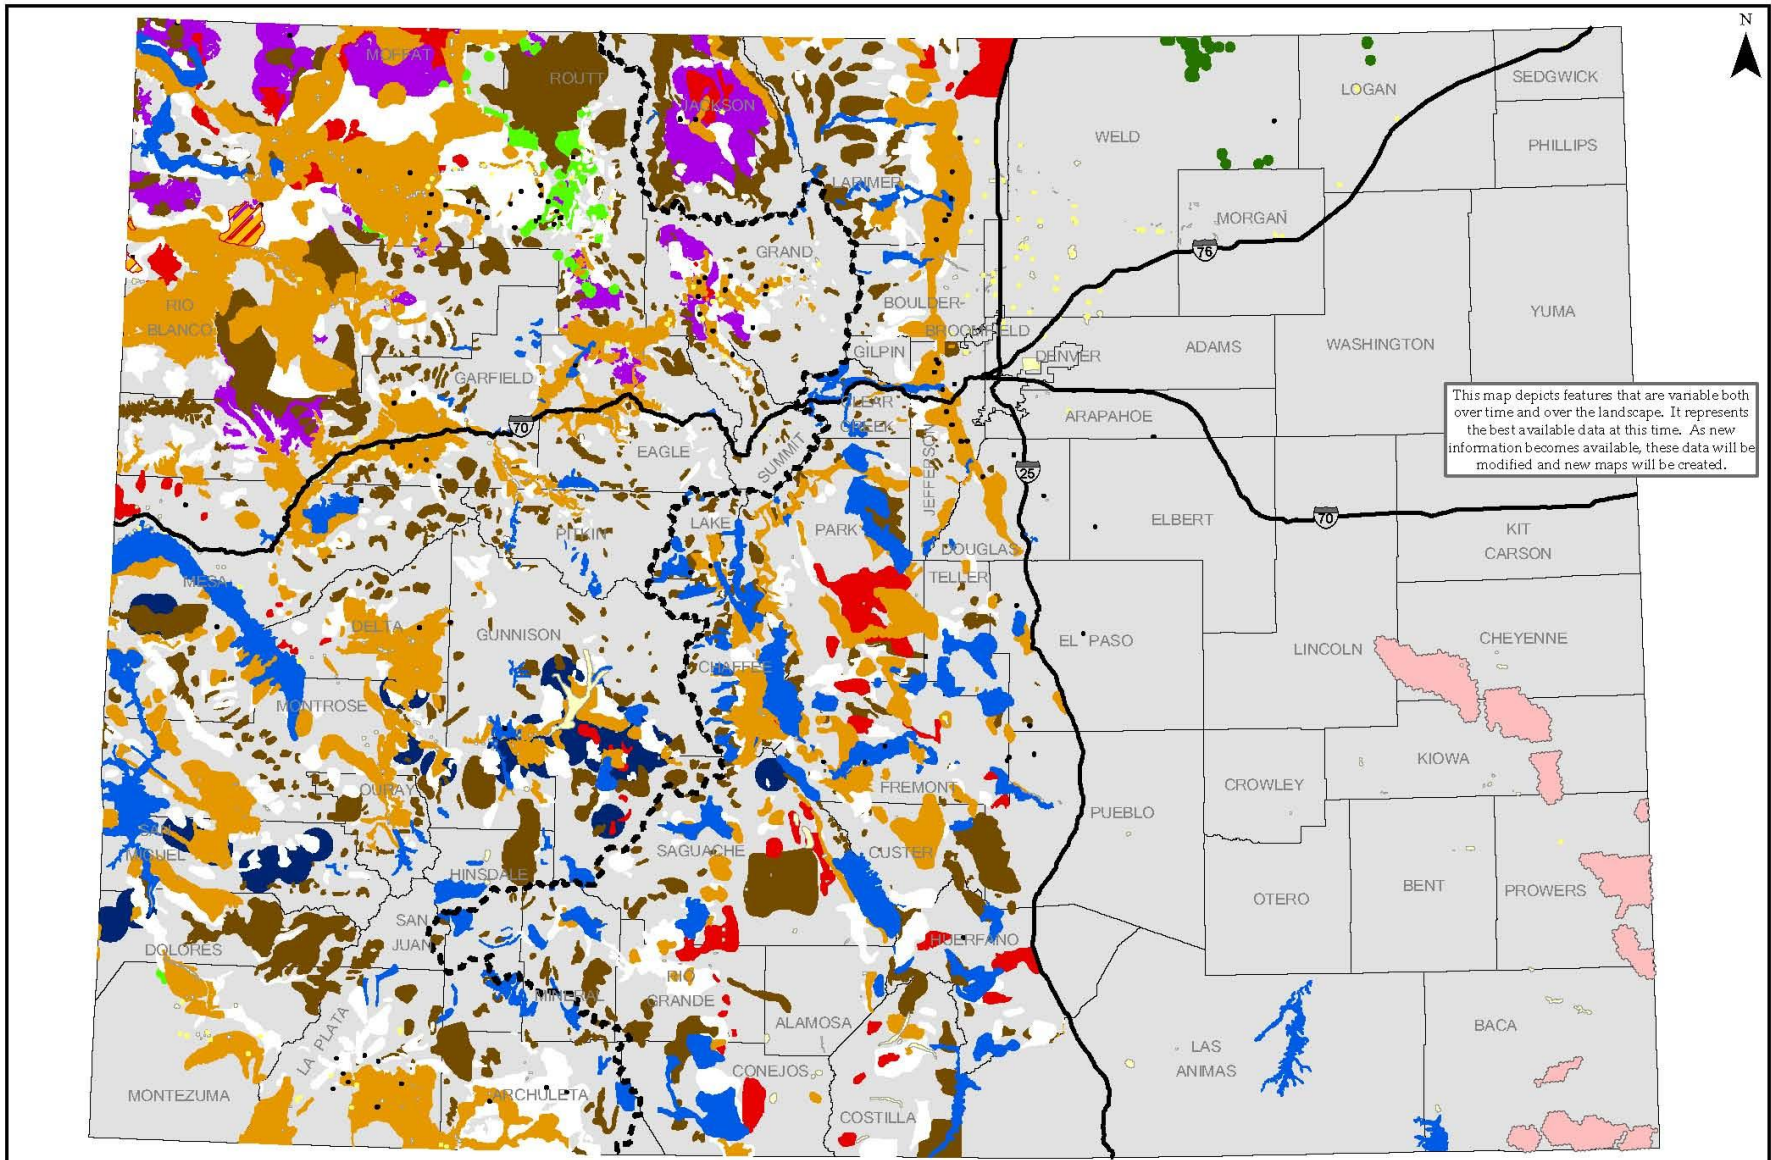 N
MOFFAT
ROUTT
JACKSON
LARIMER
WELD
LOGAN
SEDGWICK
PHILLIPS
MORGAN
76
GRAND
RIO
BLANCO
BOULDER
BROOMFIELD
YUMA
GILPIN
DENVER
ADAMS
WASHINGTON
GARFIELD
CLEAR
CREEK
ARAPAHOE
70
EAGLE
SUMMIT
JEFFERSON
25
This map depicts features that are variable both
over time and over the landscape. It represents
the best available data at this time. As new
information becomes available, these data will be
modified and new maps will be created.
LAKE
PARK
PITKIN
DOUGLAS
ELBERT
70
KIT
CARSON
MESA
TELLER
DELTA
GUNNISON
CHAFFEE
EL PASO
LINCOLN
CHEYENNE
MONTROSE
OURAY
FREMONT
PUEBLO
CROWLEY
KIOWA
SAN
MIGUEL
HINSDALE
SAGUACHE
CUSTER
OTERO
BENT
PROWERS
DOLORES
SAN
JUAN
HUERFANO
MINERAL
RIO
GRANDE
ALAMOSA
LA PLATA
LAS
ANIMAS
BACA
MONTEZUMA
ARCHULETA
CONEJOS
COSTILLA